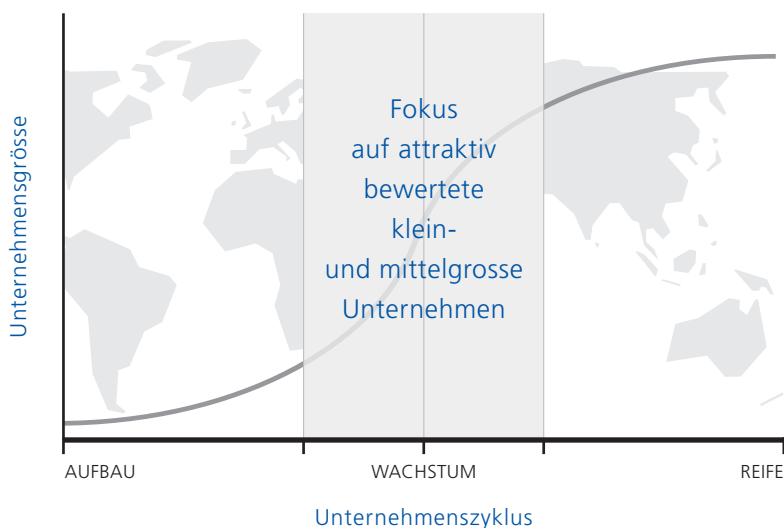 Unternehmensgrösse
Fokus
auf attraktiv
bewertete
klein-
und mittelgrosse
Unternehmen
AUFBAU
WACHSTUM
REIFE
Unternehmenszyklus